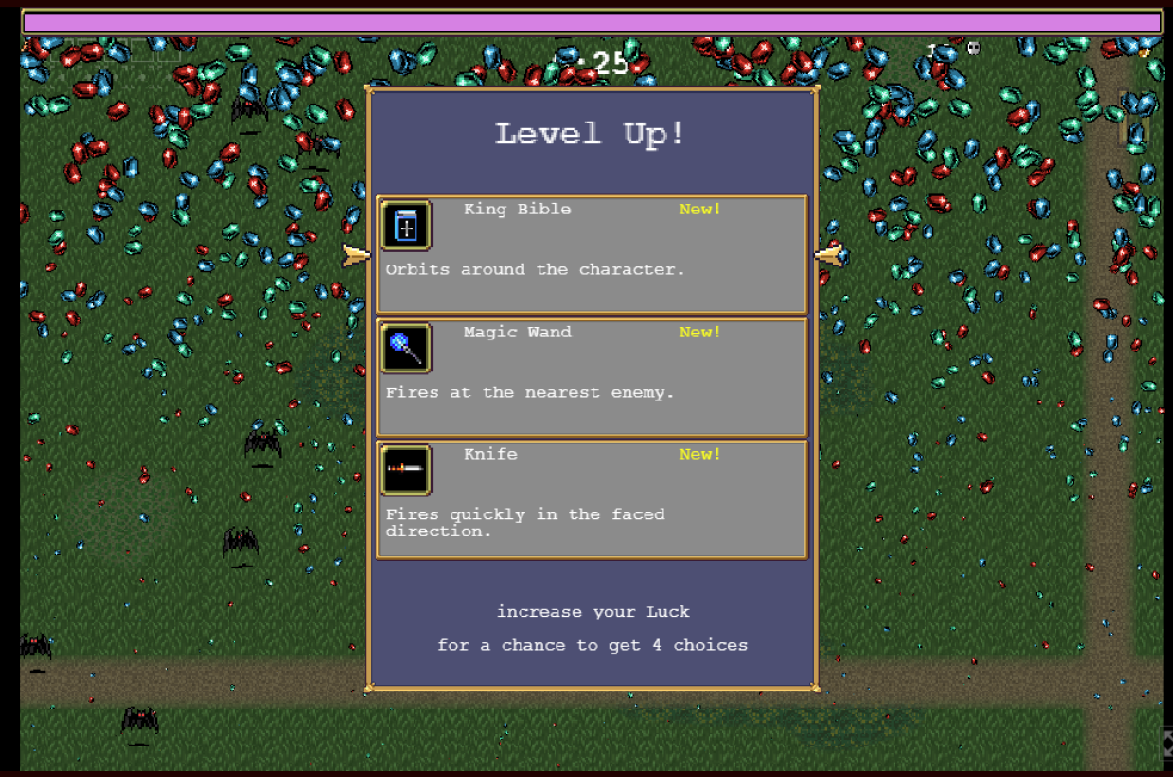 :25
Level Up!
King Bible New!
Orbits around the character.
Magic Wand New!
Fires at the nearest enemy.
Knife New!
Fires quickly in the faced
direction.
increase your Luck
for a chance to get 4 choices